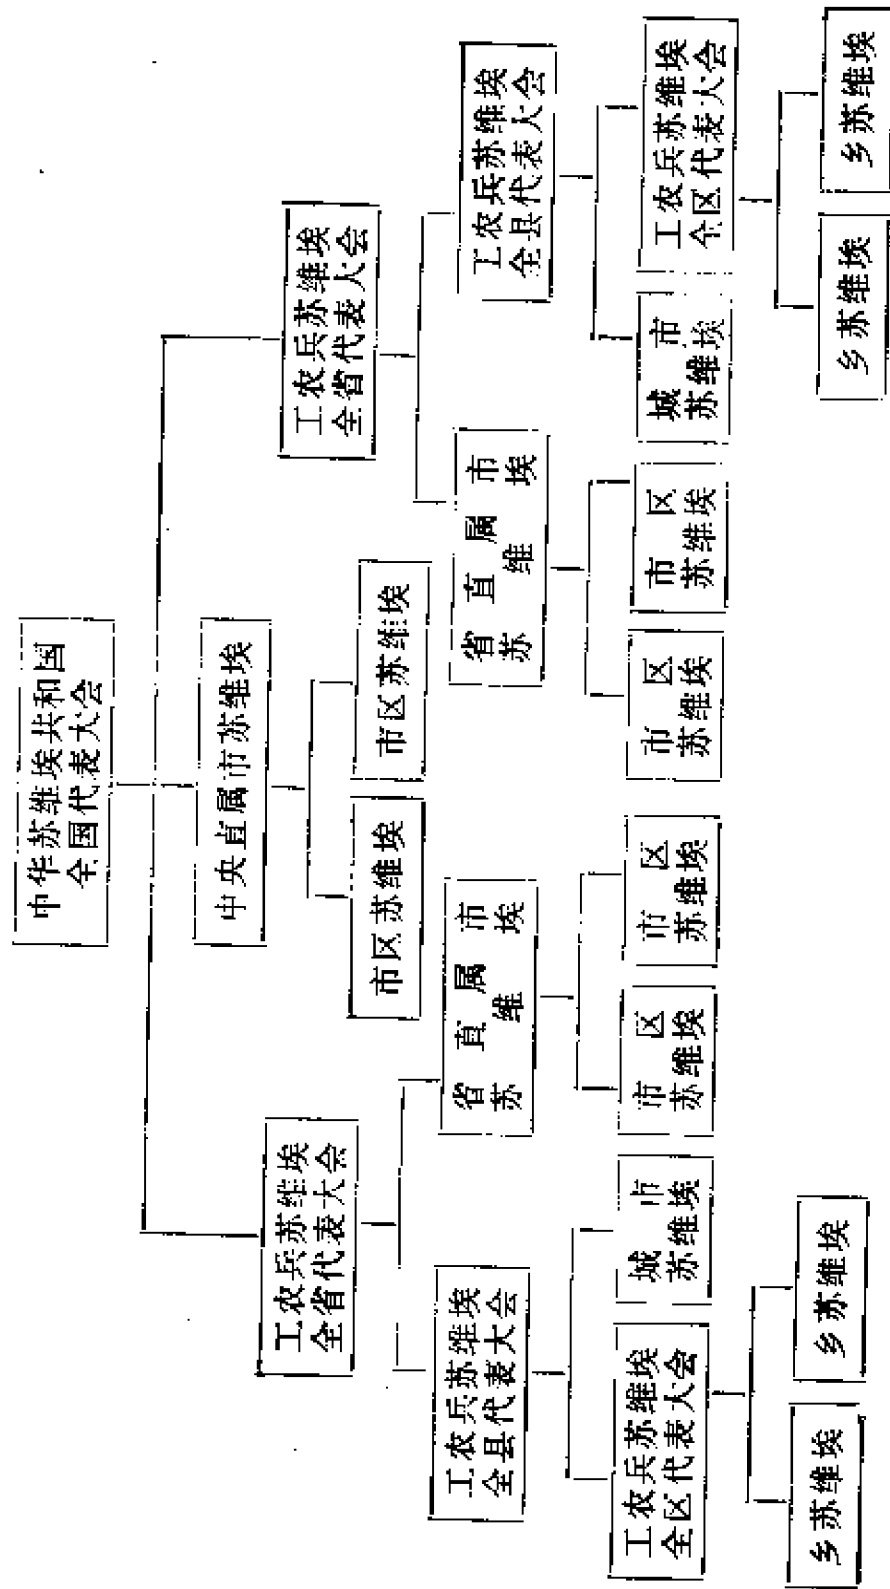 中华苏维埃共和国
全国代表大会
中央直属市苏维埃
工农兵苏维埃
全省代表大会
工农兵苏维埃
全省代表大会
市区苏维埃
市区苏维埃
工农兵苏维埃
全县代表大会
省直属市
苏维埃
省直属市
苏维埃
工农兵苏维埃
全县代表大会
工农兵苏维埃
全区代表大会
城市
苏维埃
市区
苏维埃
市区
苏维埃
市区
苏维埃
市区
苏维埃
城市
苏维埃
工农兵苏维埃
全区代表大会
乡苏维埃
乡苏维埃
乡苏维埃
乡苏维埃